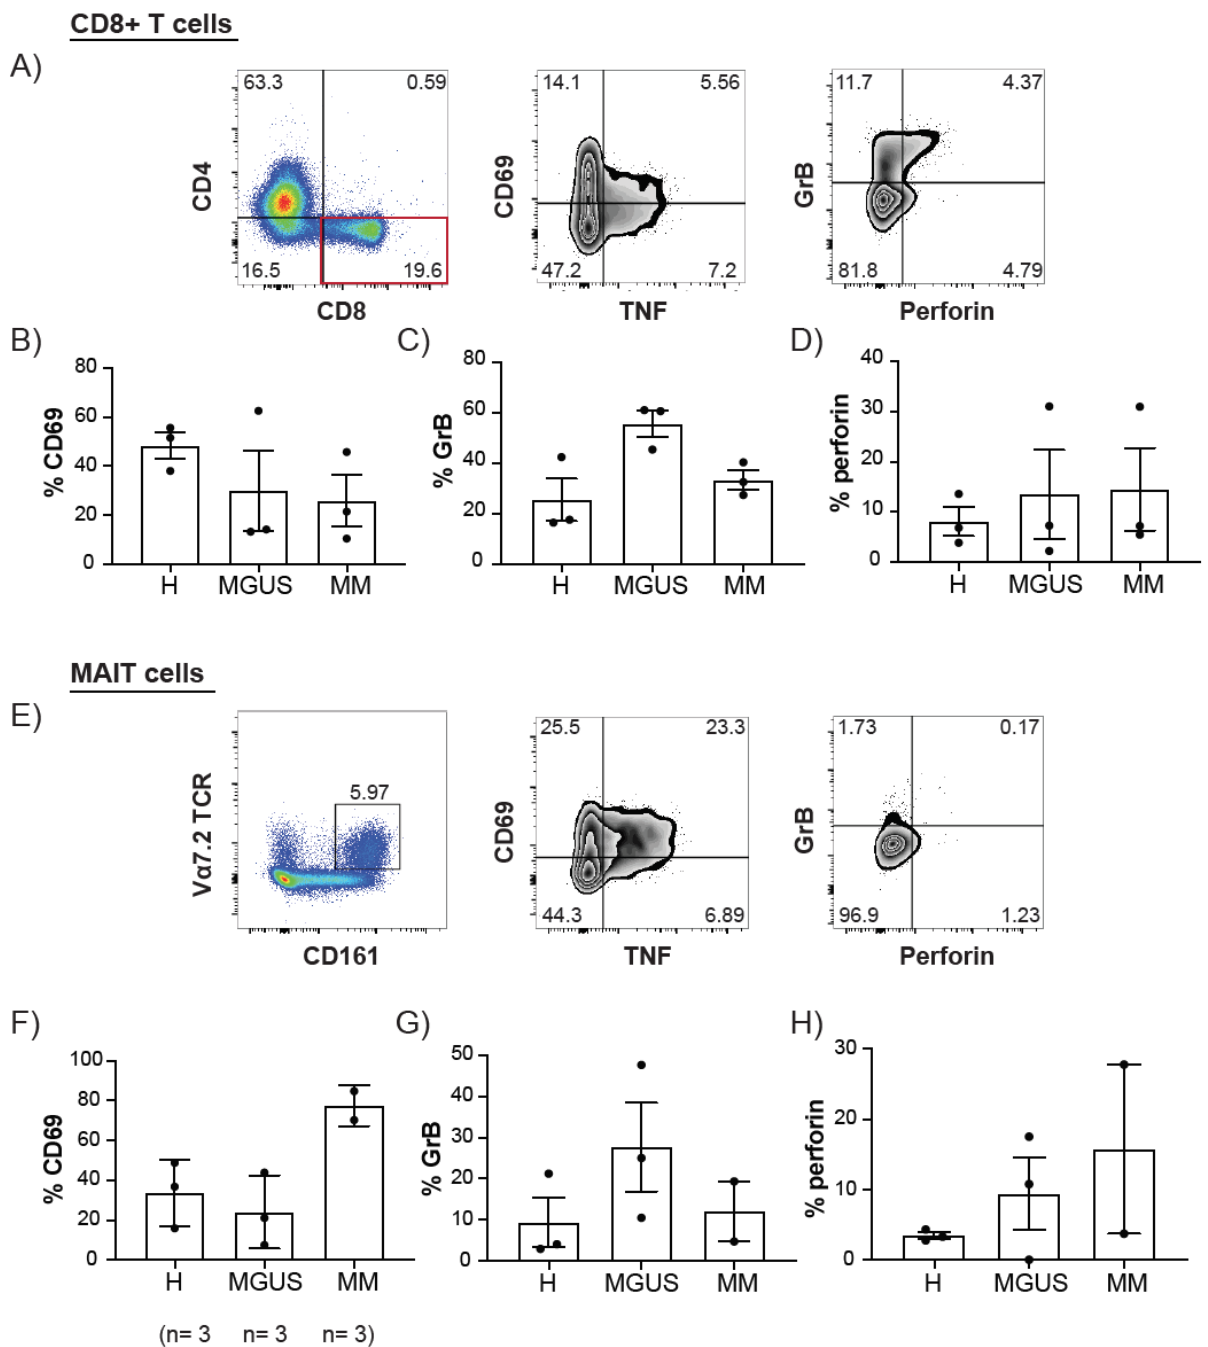 CD8+ T cells
A)
63.3 0.59
16.5 19.6
CD4
CD8
14.1 5.56
47.2 7.2
CD69
TNF
11.7 4.37
81.8 4.79
GrB
Perforin
B)
80
60
40
20
0
% CD69
H MGUS MM
C)
80
60
40
20
0
% GrB
H MGUS MM
D)
40
30
20
10
0
% perforin
H MGUS MM
MAIT cells
E)
5.97
Vα7.2 TCR
CD161
25.5 23.3
44.3 6.89
CD69
TNF
1.73 0.17
96.9 1.23
GrB
Perforin
F)
100
80
60
40
20
0
% CD69
H MGUS MM
(n= 3 n= 3 n= 3)
G)
50
40
30
20
10
0
% GrB
H MGUS MM
H)
30
20
10
0
% perforin
H MGUS MM